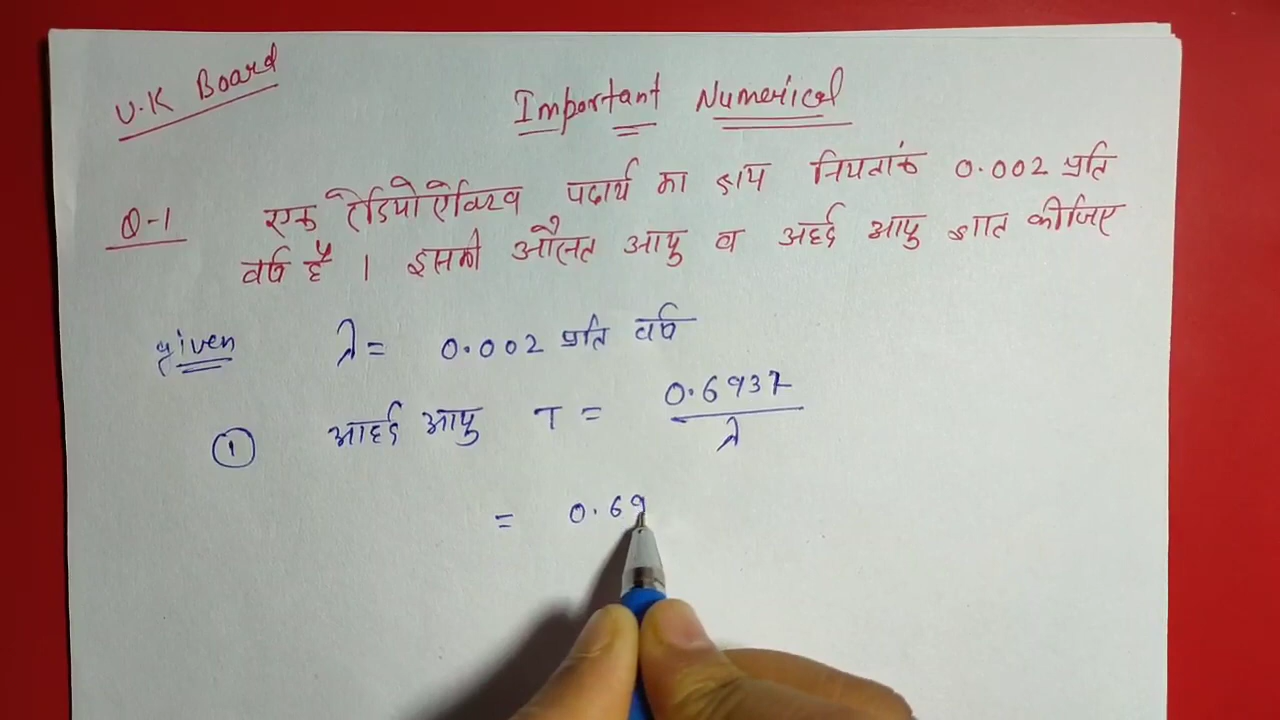 U.K Board
Important Numerical
Q-1 एक रेडियोऐक्टिव पदार्थ का क्षय नियतांक 0.002 प्रति
वर्ष है । इसकी औसत आयु व अर्द्ध आयु ज्ञात कीजिए
given λ = 0.002 प्रति वर्ष
① आर्द्ध आयु T = 0.6937 / λ
= 0.69